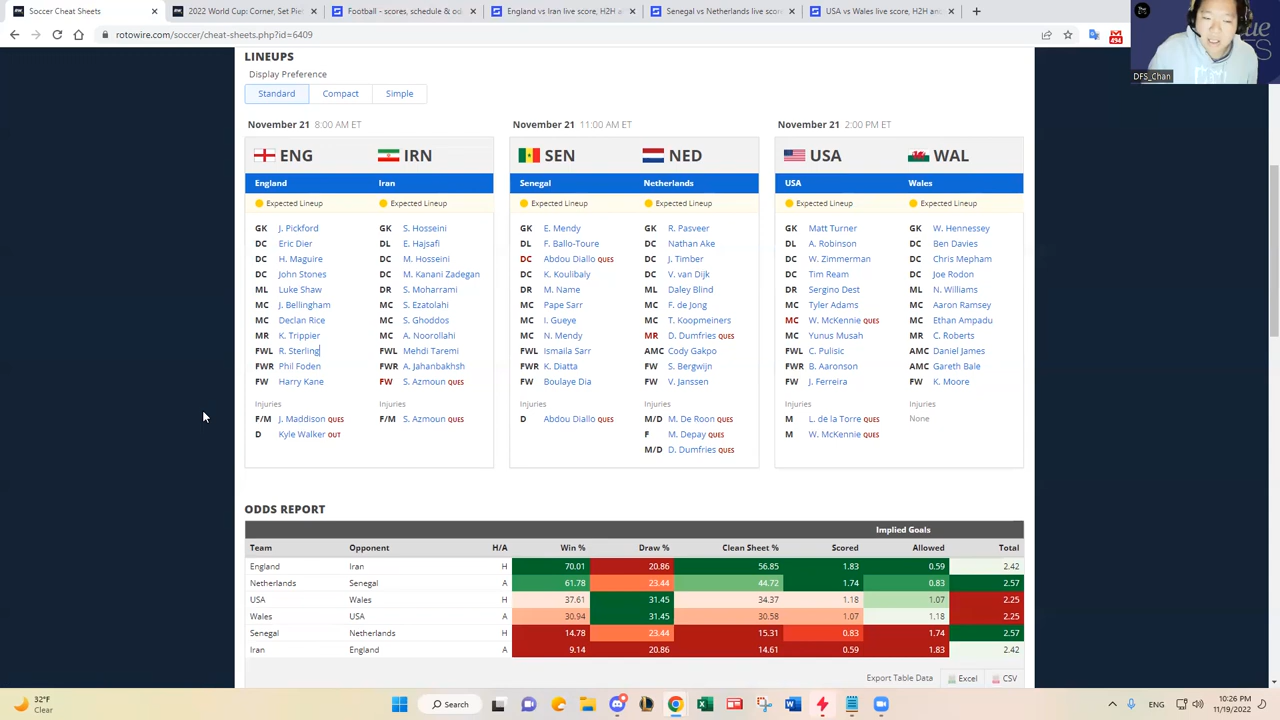 Soccer Cheat Sheets
2022 World Cup: Corner, Set Pie
Football - scores, schedule & sc
England vs Iran live score, H2H a
Senegal vs Netherlands live scor
USA vs Wales live score, H2H an
rotowire.com/soccer/cheat-sheets.php?id=6409
494
DFS_Chan
LINEUPS
Display Preference
Standard
Compact
Simple
November 21 8:00 AM ET
November 21 11:00 AM ET
November 21 2:00 PM ET
ENG IRN
SEN NED
USA WAL
England Iran
Senegal Netherlands
USA Wales
Expected Lineup Expected Lineup
Expected Lineup Expected Lineup
Expected Lineup Expected Lineup
GK J. Pickford GK S. Hosseini GK E. Mendy GK R. Pasveer GK Matt Turner GK W. Hennessey
DC Eric Dier DL E. Hajsafi DL F. Ballo-Toure DC Nathan Ake DL A. Robinson DC Ben Davies
DC H. Maguire DC M. Hosseini DC Abdou Diallo QUES DC J. Timber DC W. Zimmerman DC Chris Mepham
DC John Stones DC M. Kanani Zadegan DC K. Koulibaly DC V. van Dijk DC Tim Ream DC Joe Rodon
ML Luke Shaw DR S. Moharrami DR M. Name ML Daley Blind DR Sergino Dest ML N. Williams
MC J. Bellingham MC S. Ezatolahi MC Pape Sarr MC F. de Jong MC Tyler Adams MC Aaron Ramsey
MC Declan Rice MC S. Ghoddos MC I. Gueye MC T. Koopmeiners MC W. McKennie QUES MC Ethan Ampadu
MR K. Trippier MC A. Noorollahi MC N. Mendy MR D. Dumfries QUES MC Yunus Musah MR C. Roberts
FWL R. Sterling FWL Mehdi Taremi FWL Ismaila Sarr AMC Cody Gakpo FWL C. Pulisic AMC Daniel James
FWR Phil Foden FWR A. Jahanbakhsh FWR K. Diatta FW S. Bergwijn FWR B. Aaronson AMC Gareth Bale
FW Harry Kane FW S. Azmoun QUES FW Boulaye Dia FW V. Janssen FW J. Ferreira FW K. Moore
Injuries Injuries Injuries Injuries Injuries Injuries
F/M J. Maddison QUES F/M S. Azmoun QUES D Abdou Diallo QUES M/D M. De Roon QUES M L. de la Torre QUES None
D Kyle Walker OUT F M. Depay QUES M W. McKennie QUES
M/D D. Dumfries QUES
ODDS REPORT
Implied Goals
Team Opponent H/A Win % Draw % Clean Sheet % Scored Allowed Total
England Iran H 70.01 20.86 56.85 1.83 0.59 2.42
Netherlands Senegal A 61.78 23.44 44.72 1.74 0.83 2.57
USA Wales H 37.61 31.45 34.37 1.18 1.07 2.25
Wales USA A 30.94 31.45 30.58 1.07 1.18 2.25
Senegal Netherlands H 14.78 23.44 15.31 0.83 1.74 2.57
Iran England A 9.14 20.86 14.61 0.59 1.83 2.42
Export Table Data Excel CSV
32°F
Clear
Search
ENG
10:26 PM
11/19/2022